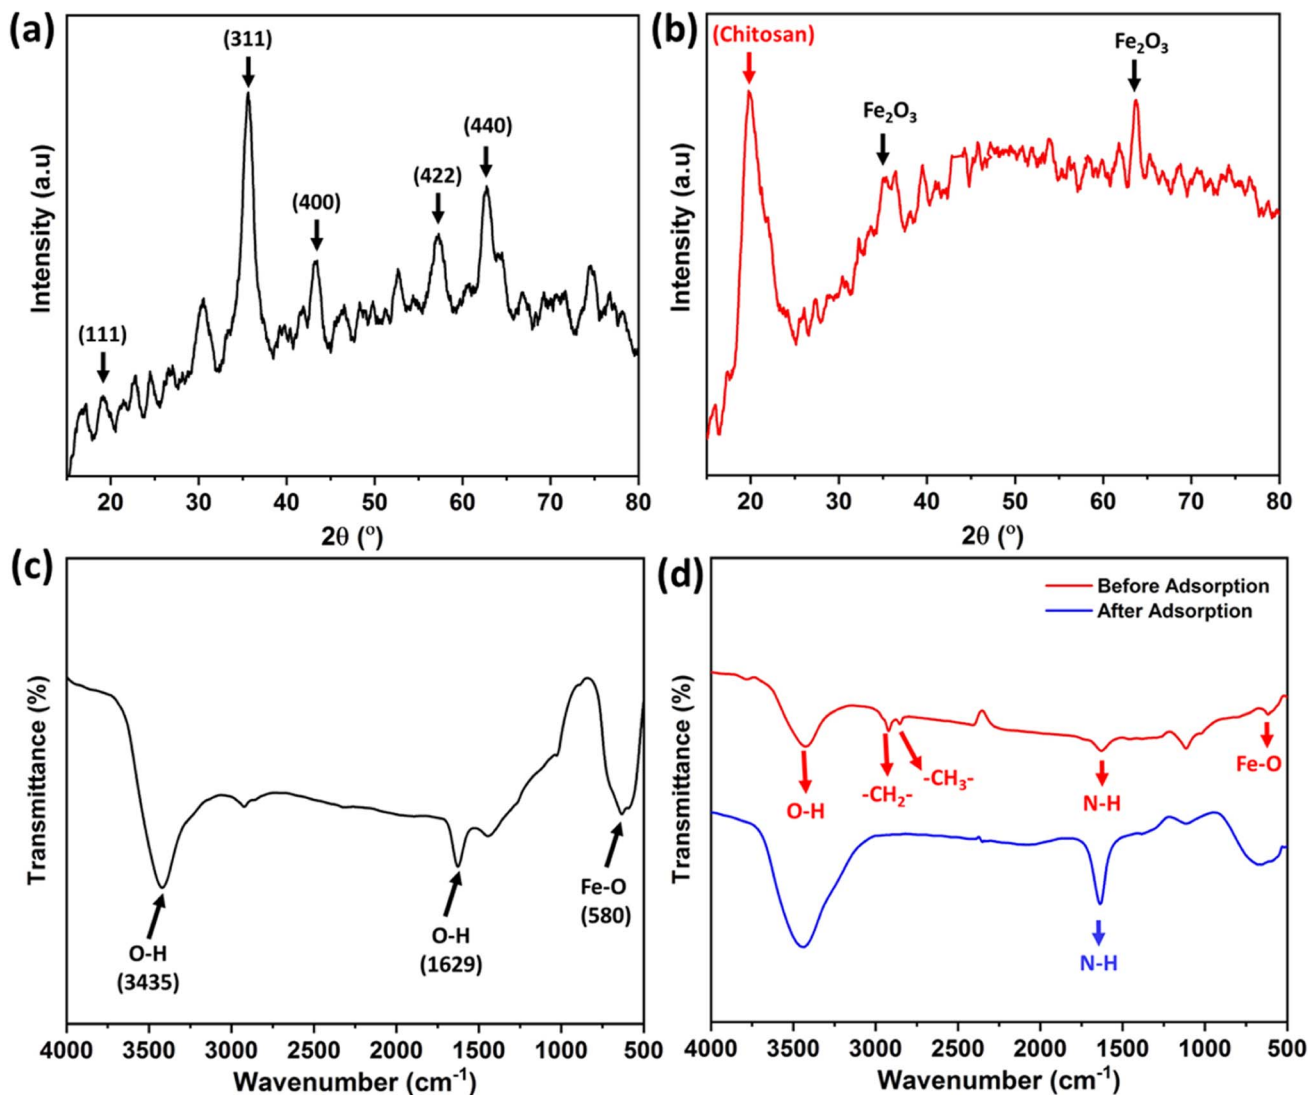 (a)
(111)
(311)
(400)
(422)
(440)
Intensity (a.u)
20 30 40 50 60 70 80
2θ (º)
(b)
(Chitosan)
Fe₂O₃
Fe₂O₃
Intensity (a.u)
20 30 40 50 60 70 80
2θ (º)
(c)
Transmittance (%)
O-H
(3435)
O-H
(1629)
Fe-O
(580)
4000 3500 3000 2500 2000 1500 1000 500
Wavenumber (cm⁻¹)
(d)
Before Adsorption
After Adsorption
Transmittance (%)
O-H
-CH₂-
-CH₃-
N-H
Fe-O
N-H
4000 3500 3000 2500 2000 1500 1000 500
Wavenumber (cm⁻¹)